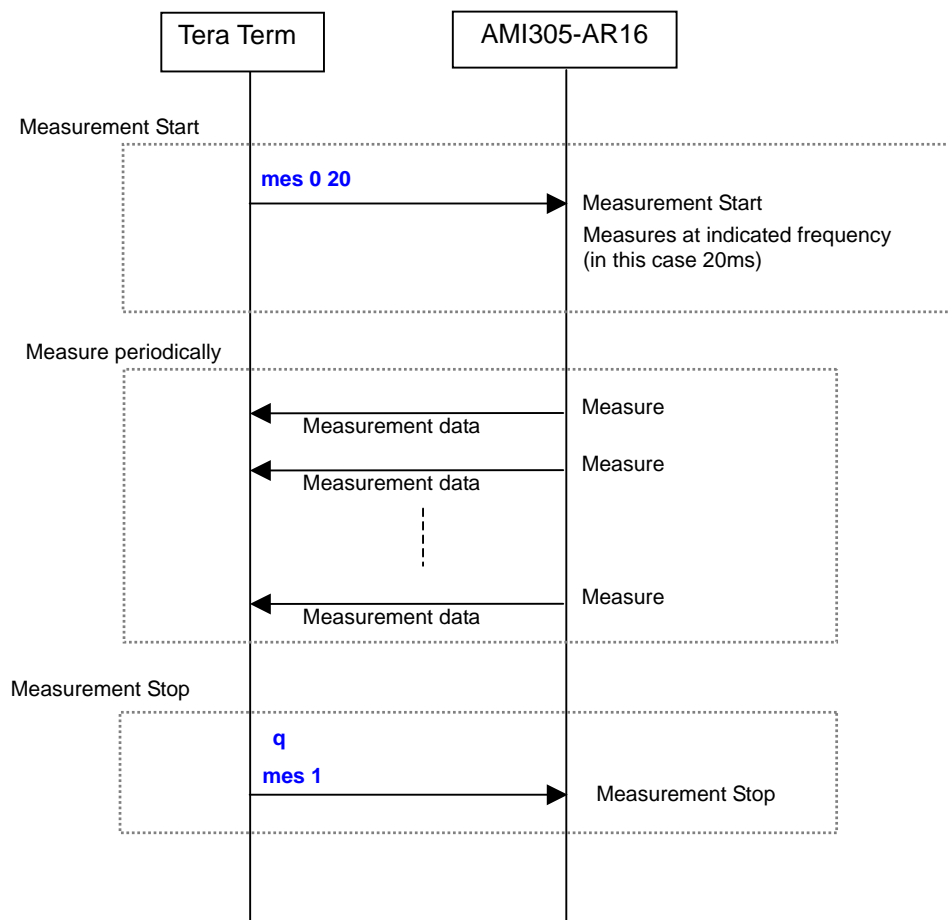 Tera Term
AMI305-AR16
Measurement Start
mes 0 20
Measurement Start
Measures at indicated frequency
(in this case 20ms)
Measure periodically
Measure
Measurement data
Measure
Measurement data
Measure
Measurement data
Measurement Stop
q
mes 1
Measurement Stop